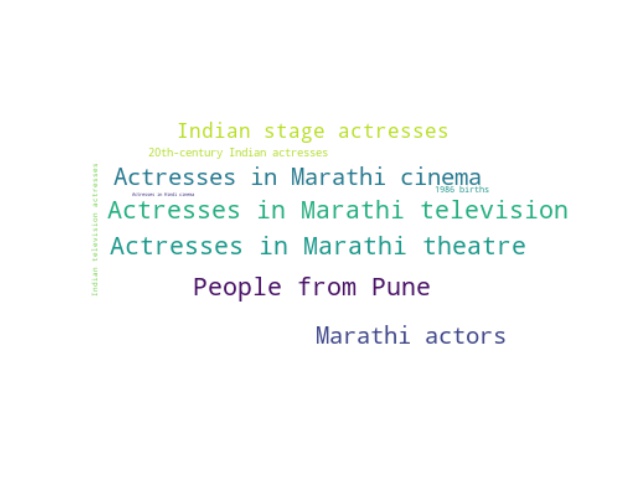 Indian stage actresses
20th-century Indian actresses
Actresses in Marathi cinema
1986 births
Actresses in Hindi cinema
Actresses in Marathi television
Indian television actresses
Actresses in Marathi theatre
People from Pune
Marathi actors